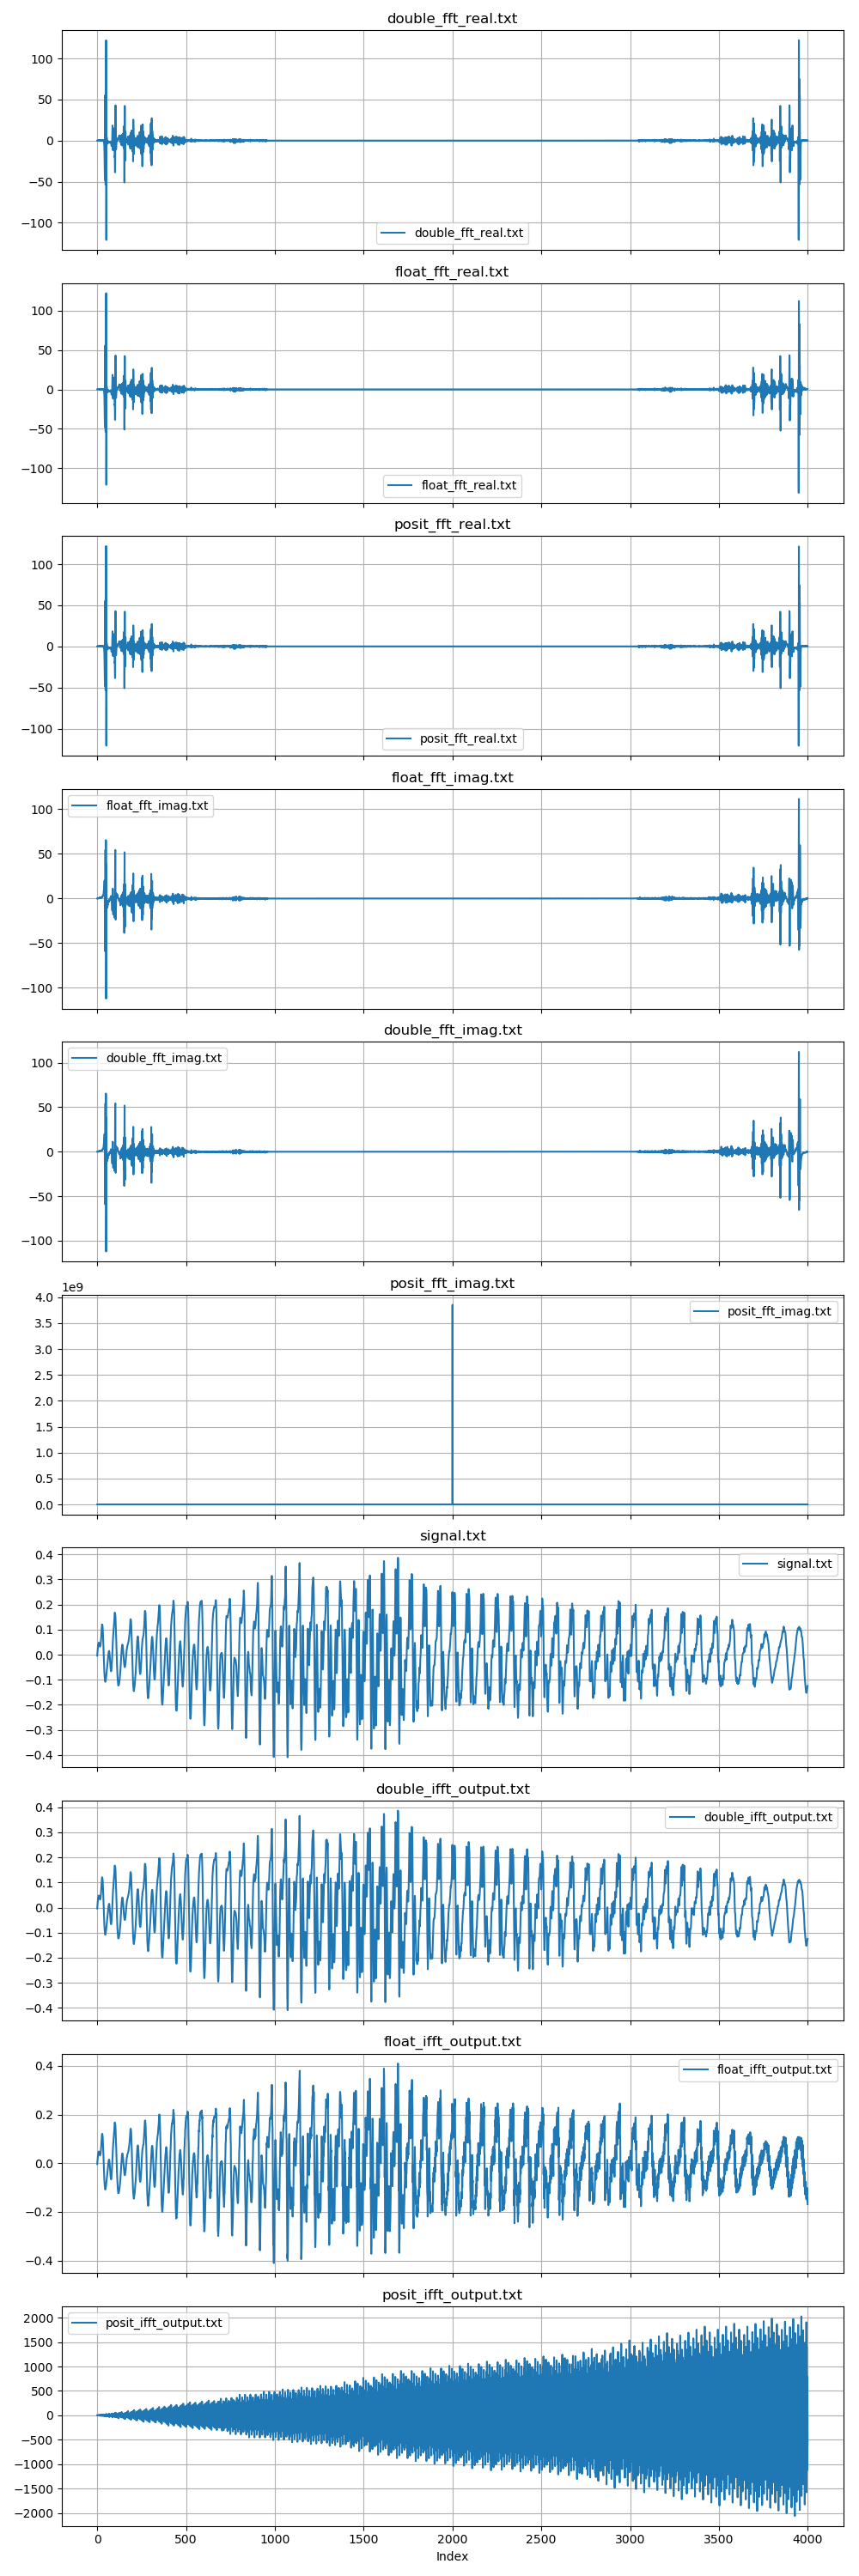 double_fft_real.txt
100
50
0
−50
−100
double_fft_real.txt
float_fft_real.txt
100
50
0
−50
−100
float_fft_real.txt
posit_fft_real.txt
100
50
0
−50
−100
posit_fft_real.txt
float_fft_imag.txt
100
50
0
−50
−100
float_fft_imag.txt
double_fft_imag.txt
100
50
0
−50
−100
double_fft_imag.txt
posit_fft_imag.txt
1e9
4.0
3.5
3.0
2.5
2.0
1.5
1.0
0.5
0.0
posit_fft_imag.txt
signal.txt
0.4
0.3
0.2
0.1
0.0
−0.1
−0.2
−0.3
−0.4
signal.txt
double_ifft_output.txt
0.4
0.3
0.2
0.1
0.0
−0.1
−0.2
−0.3
−0.4
double_ifft_output.txt
float_ifft_output.txt
0.4
0.2
0.0
−0.2
−0.4
float_ifft_output.txt
posit_ifft_output.txt
2000
1500
1000
500
0
−500
−1000
−1500
−2000
posit_ifft_output.txt
0 500 1000 1500 2000 2500 3000 3500 4000
Index